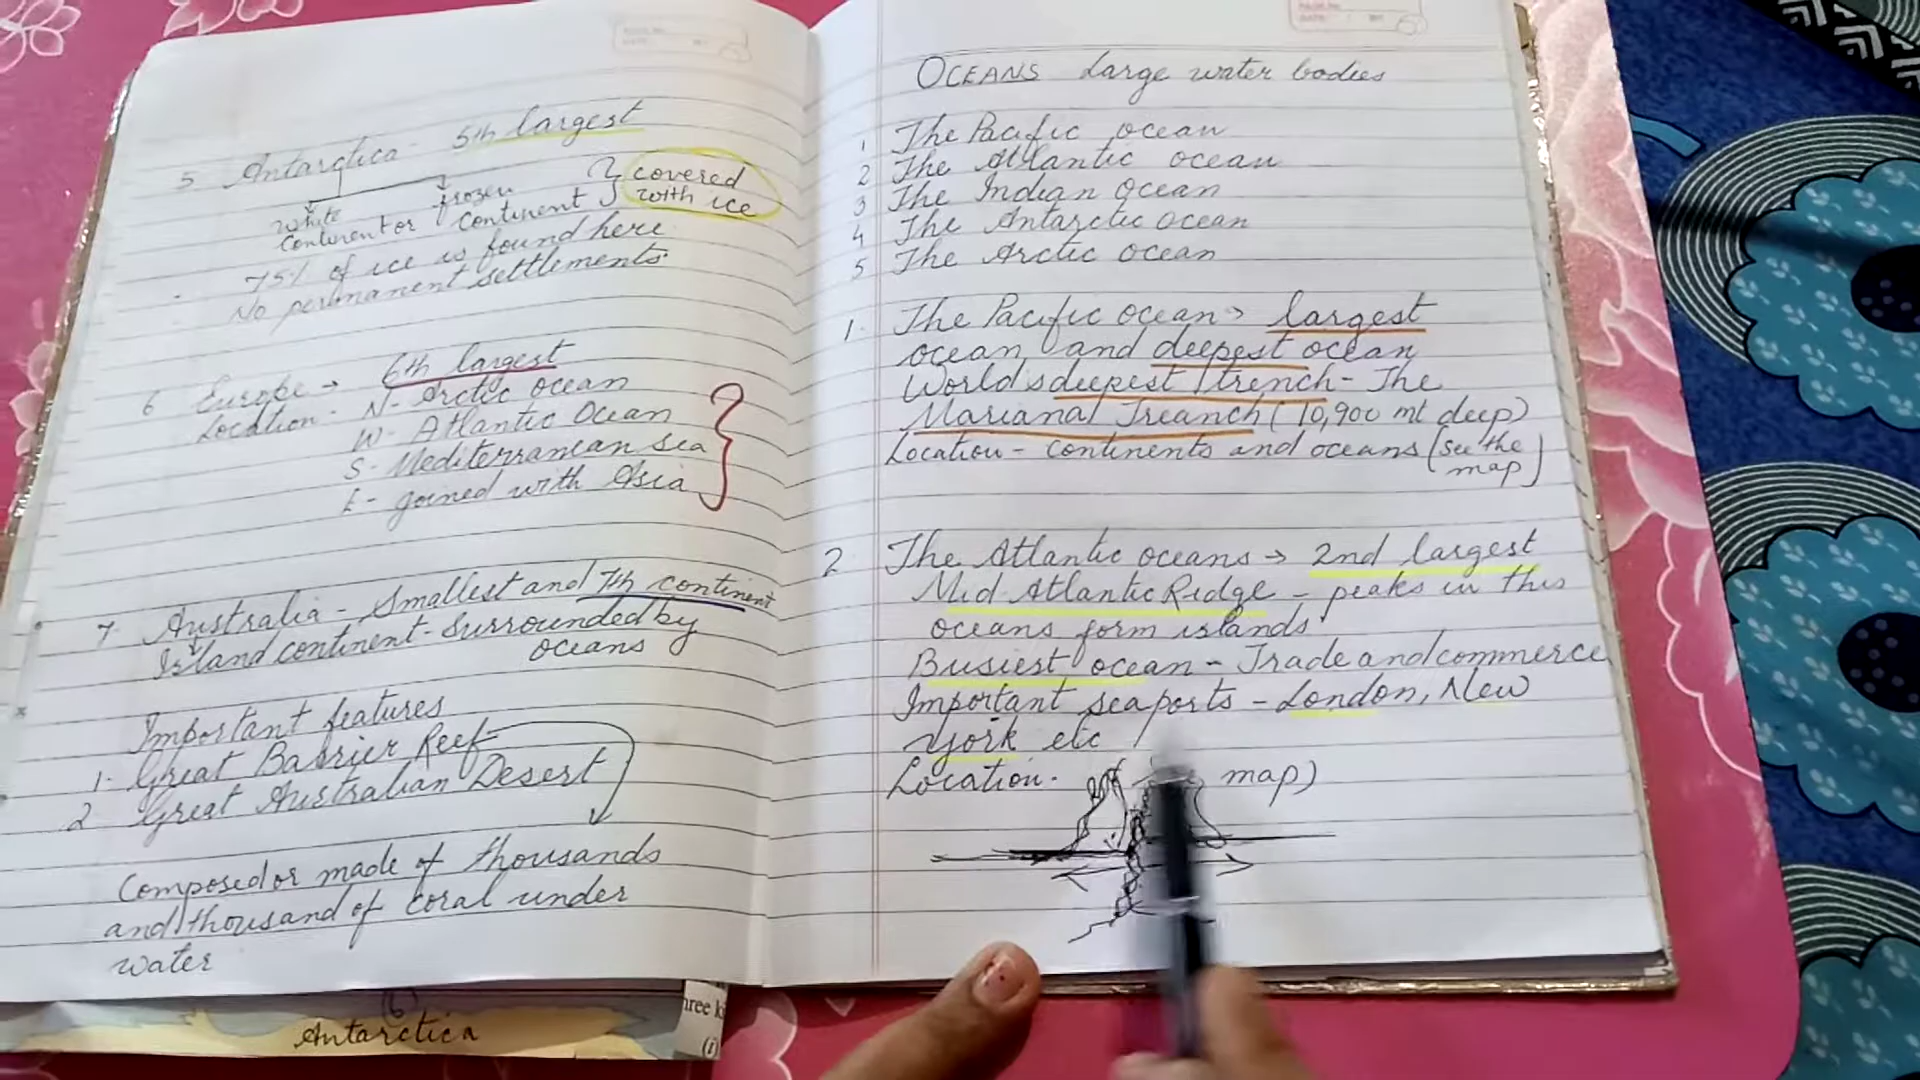 5 Antarctica - 5th largest
White continent or frozen continent } covered with ice
75% of ice is found here
No permanent settlements.
6 Europe → 6th largest
Location - N - Arctic ocean
W - Atlantic Ocean
S - Mediterranean sea
E - joined with Asia
7 Australia - Smallest and 7th continent
Island continent - Surrounded by
oceans
Important features
1. Great Barrier Reef-
2 Great Australian Desert
Composed or made of thousands
and thousand of coral under
water
(6)
Antarctica
hree ki
(i)
OCEANS Large water bodies
1 The Pacific ocean
2 The Atlantic ocean
3 The Indian Ocean
4 The Antarctic ocean
5 The Arctic ocean
1. The Pacific ocean → largest
ocean and deepest ocean
World's deepest trench - The
Marianal Treanch (10,900 mt deep)
Location - continents and oceans (see the
map)
2 The Atlantic oceans → 2nd largest
Mid Atlantic Ridge - peaks in this
oceans form islands
Busiest ocean - Trade and commerce
Important seaports - London, New
York etc
Location. map)